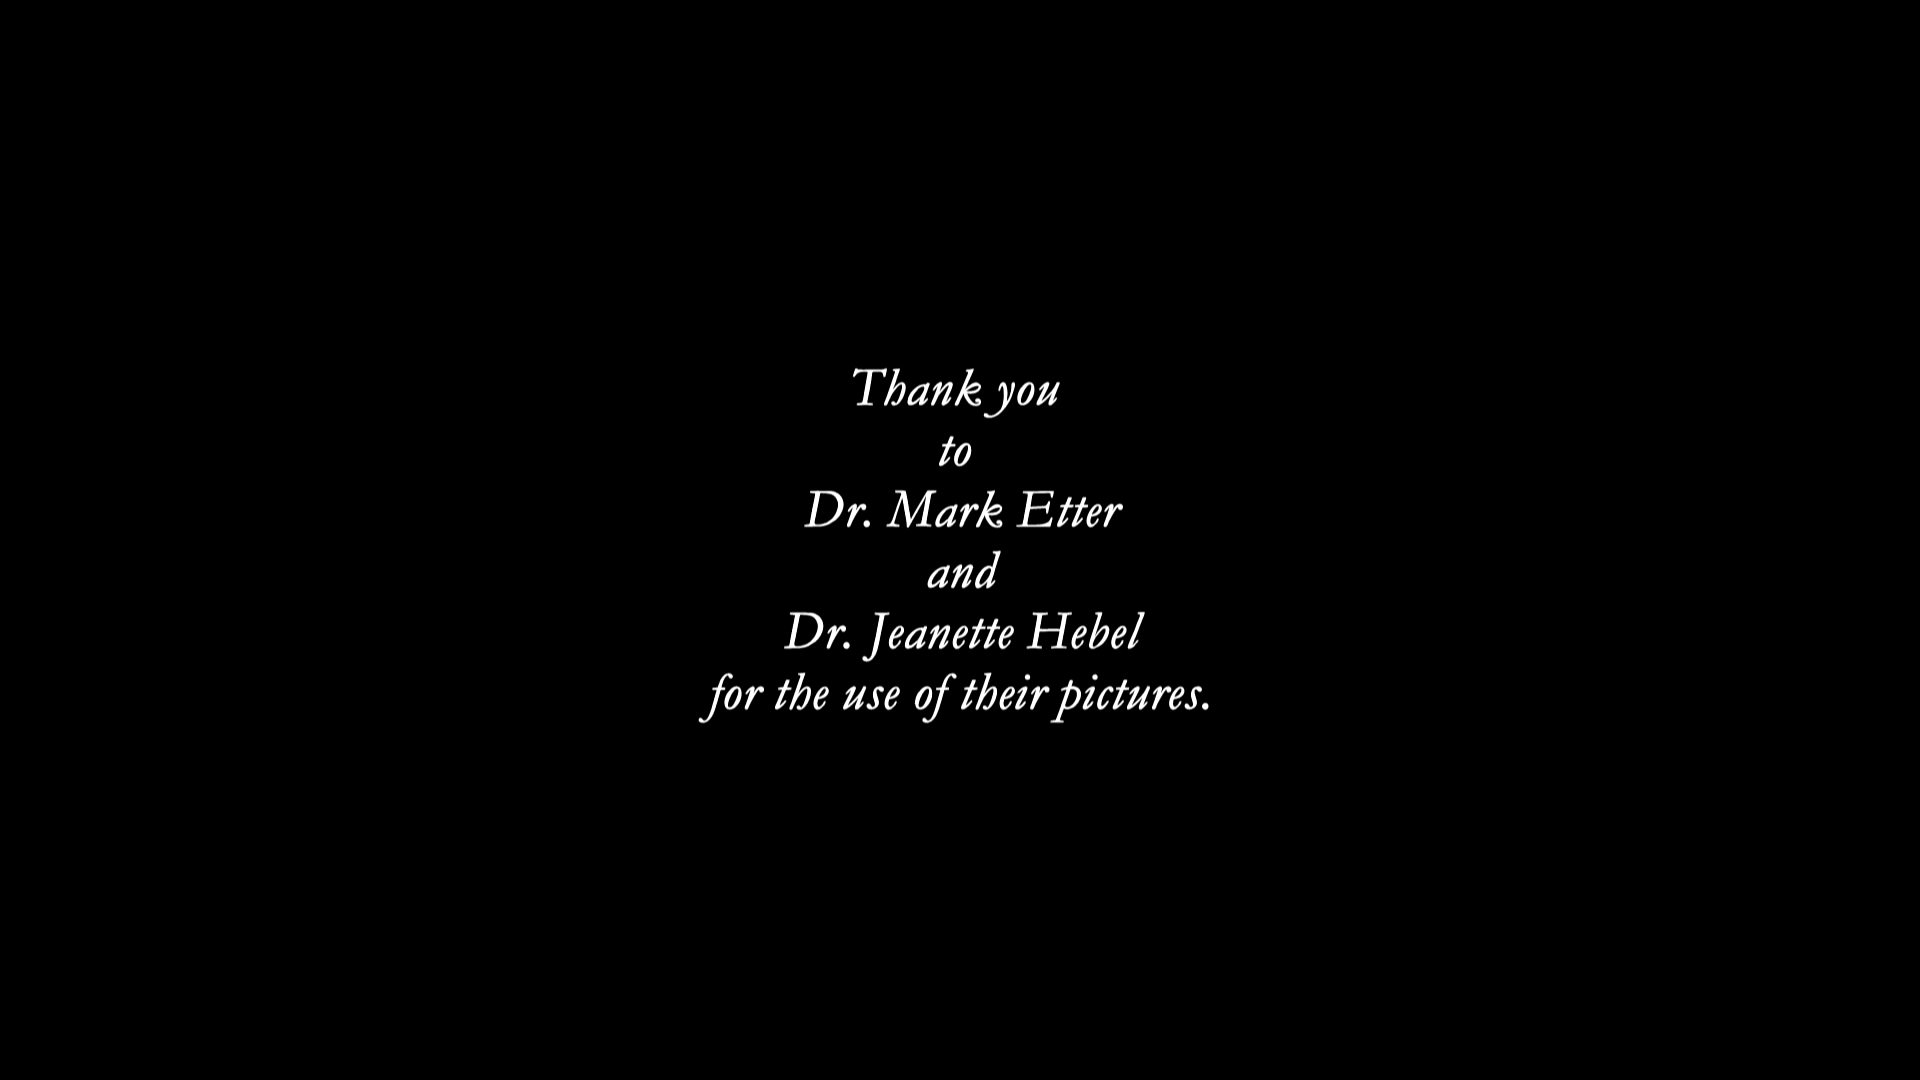 Thank you
to
Dr. Mark Etter
and
Dr. Jeanette Hebel
for the use of their pictures.